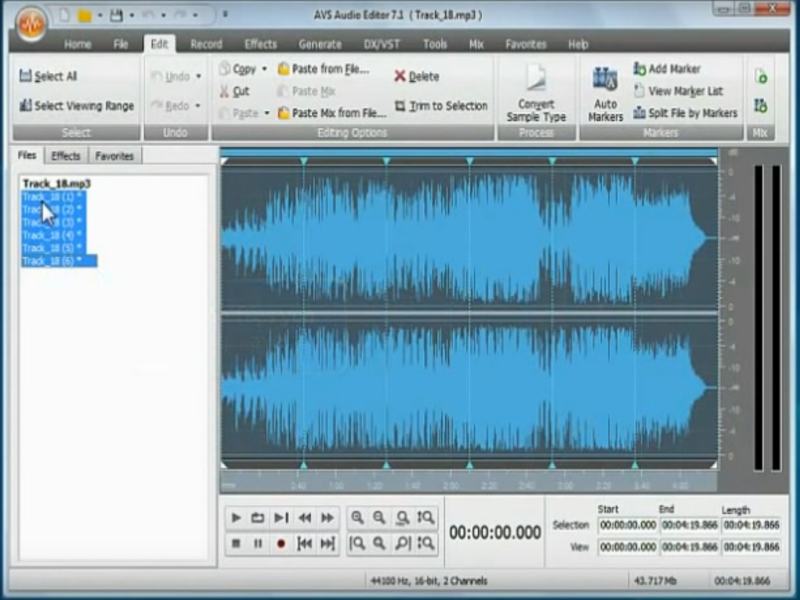 AVS Audio Editor 7.1 ( Track_18.mp3 )
Home File Edit Record Effects Generate DX/VST Tools Mix Favorites Help
Select All
Select Viewing Range
Select
Undo
Redo
Undo
Copy
Cut
Paste
Paste from File...
Paste Mix
Paste Mix from File...
Delete
Trim to Selection
Editing Options
Convert
Sample Type
Process
Auto
Markers
Add Marker
View Marker List
Split File by Markers
Markers
Mix
Files Effects Favorites
Track_18.mp3
Track_18 (1) *
Track_18 (2) *
Track_18 (3) *
Track_18 (4) *
Track_18 (5) *
Track_18 (6) *
00:00:00.000
Start End Length
Selection 00:00:00.000 00:04:19.866 00:04:19.866
View 00:00:00.000 00:04:19.866 00:04:19.866
44100 Hz, 16-bit, 2 Channels 43.717 Mb 00:04:19.866